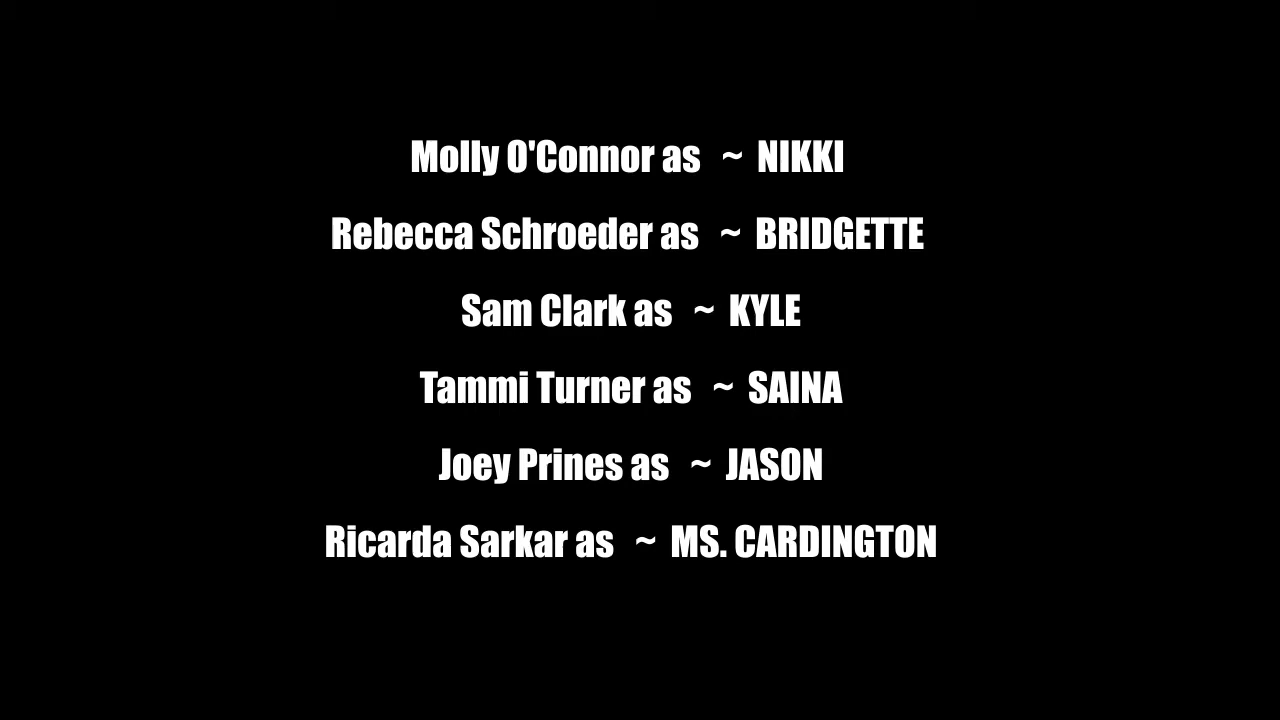 Molly O'Connor as ~ NIKKI
Rebecca Schroeder as ~ BRIDGETTE
Sam Clark as ~ KYLE
Tammi Turner as ~ SAINA
Joey Prines as ~ JASON
Ricarda Sarkar as ~ MS. CARDINGTON